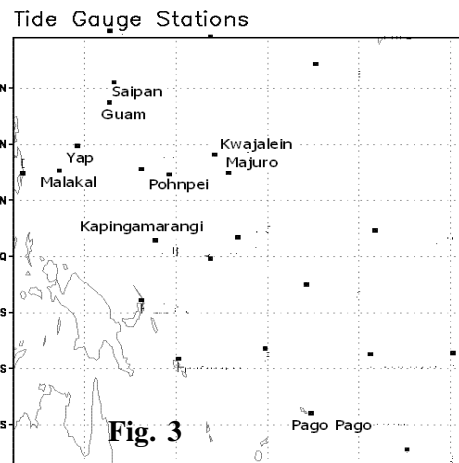 Tide Gauge Stations
N
Saipan
Guam
N
Kwajalein
Yap
Majuro
Malakal
Pohnpei
N
Kapingamarangi
Q
S
S
S
Fig. 3
Pago Pago